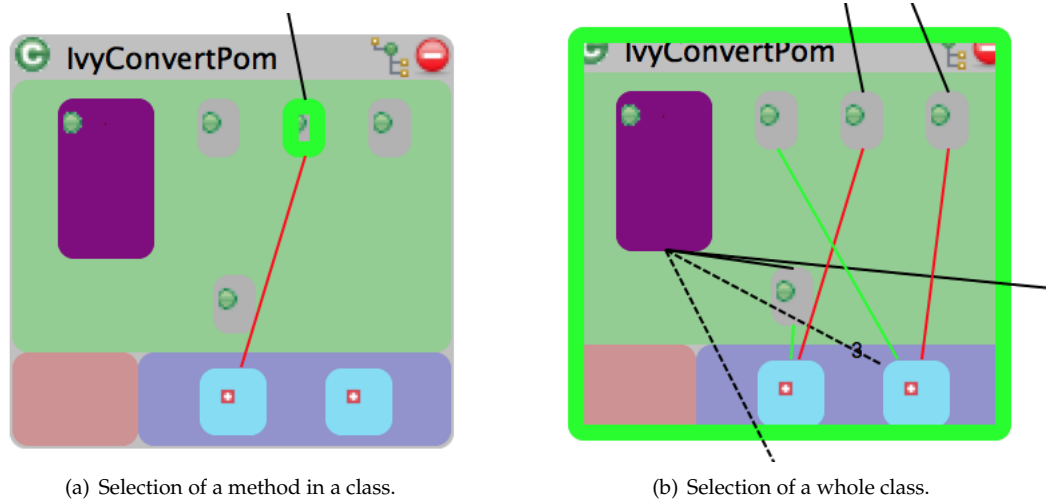 C IvyConvertPom
IvyConvertPom
3
(a) Selection of a method in a class.
(b) Selection of a whole class.